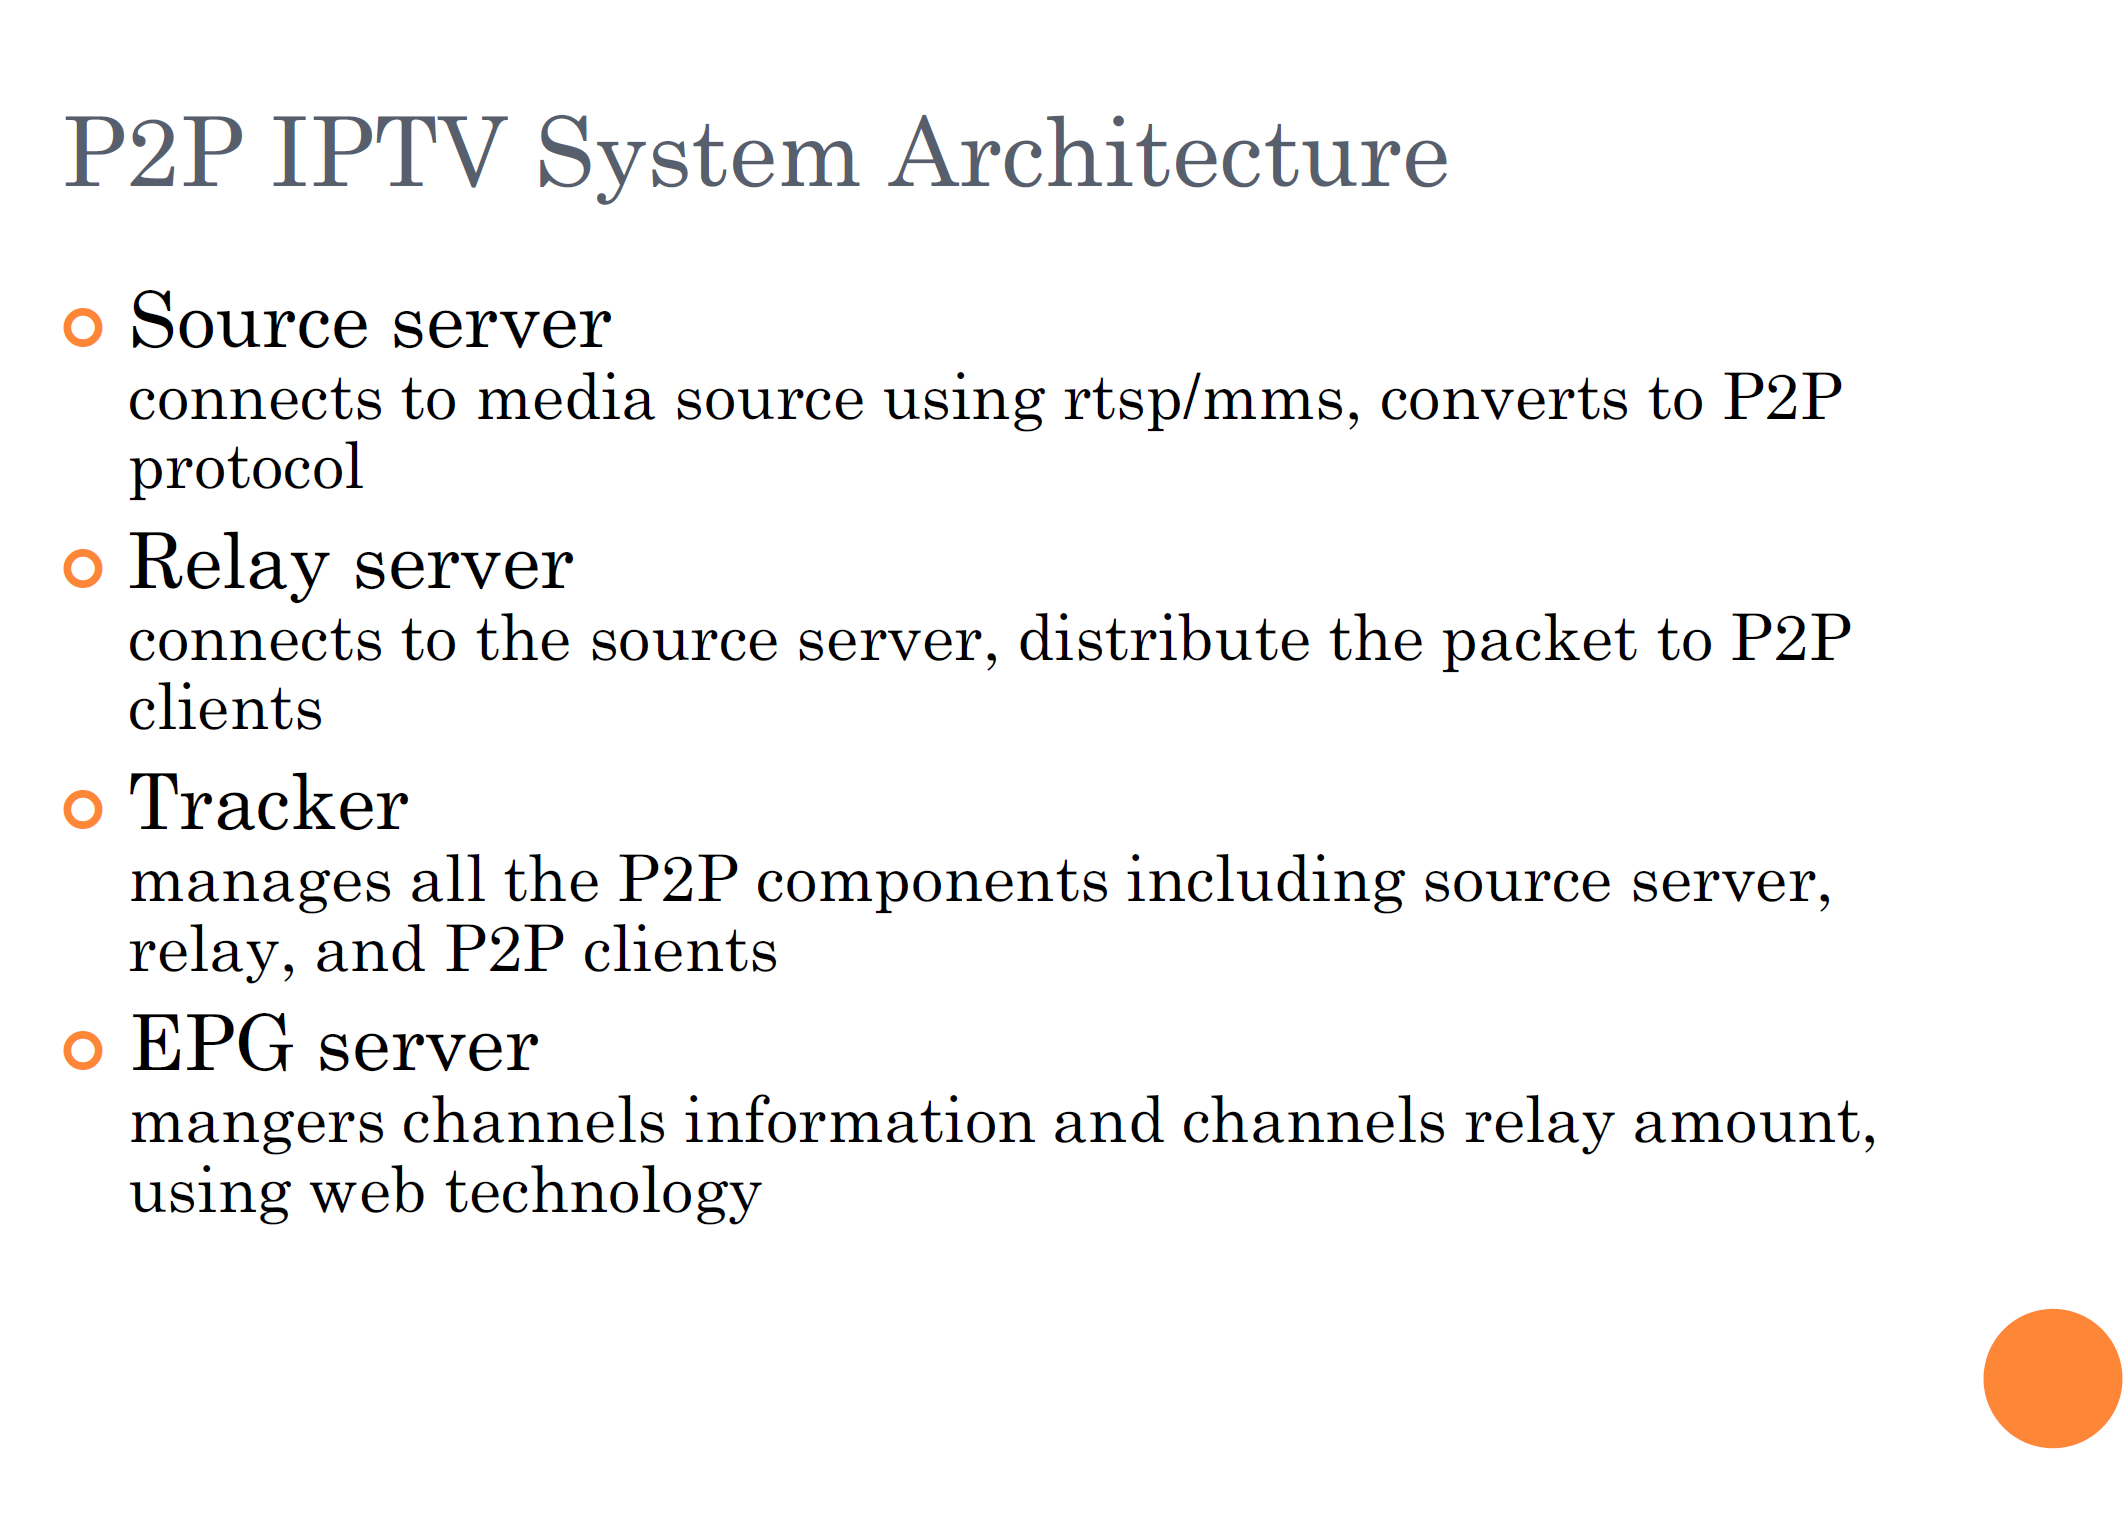 P2P IPTV System Architecture
Source server
connects to media source using rtsp/mms, converts to P2P
protocol
Relay server
connects to the source server, distribute the packet to P2P
clients
Tracker
manages all the P2P components including source server,
relay, and P2P clients
EPG server
mangers channels information and channels relay amount,
using web technology